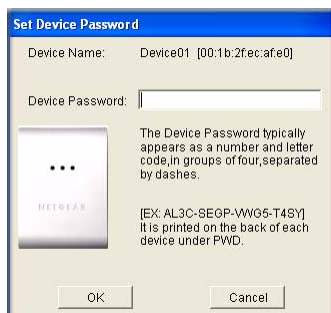 Set Device Password
Device Name: Device01 [00:1b:2f:ec:af:e0]
Device Password:
The Device Password typically
appears as a number and letter
code,in groups of four,separated
by dashes.
NETGEAR
[EX: AL3C-SEGP-VWG5-T4SY]
It is printed on the back of each
device under PWD.
OK Cancel